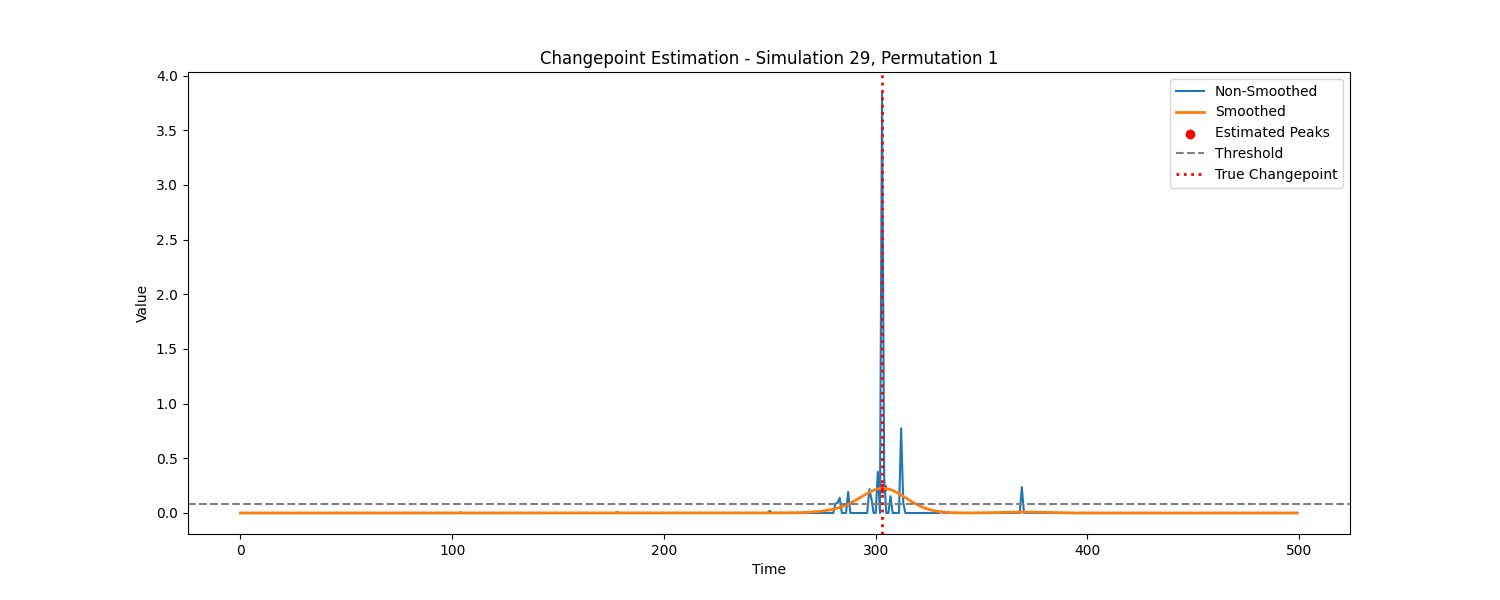 Changepoint Estimation - Simulation 29, Permutation 1
4.0
3.5
3.0
2.5
2.0
1.5
1.0
0.5
0.0
Value
0 100 200 300 400 500
Time
Non-Smoothed
Smoothed
Estimated Peaks
Threshold
True Changepoint